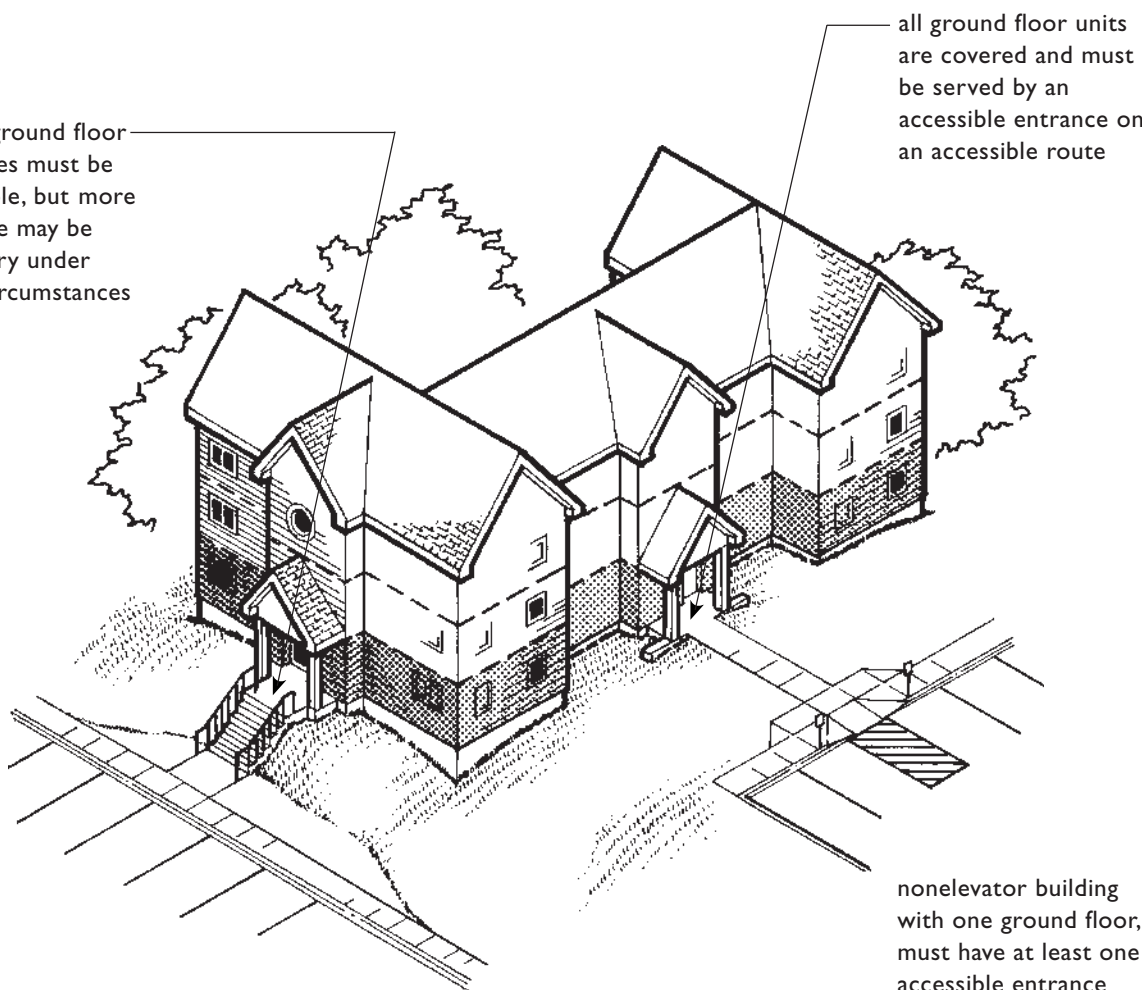 ground floor
es must be
le, but more
e may be
ry under
rcumstances
all ground floor units
are covered and must
be served by an
accessible entrance on
an accessible route
nonelevator building
with one ground floor,
must have at least one
accessible entrance